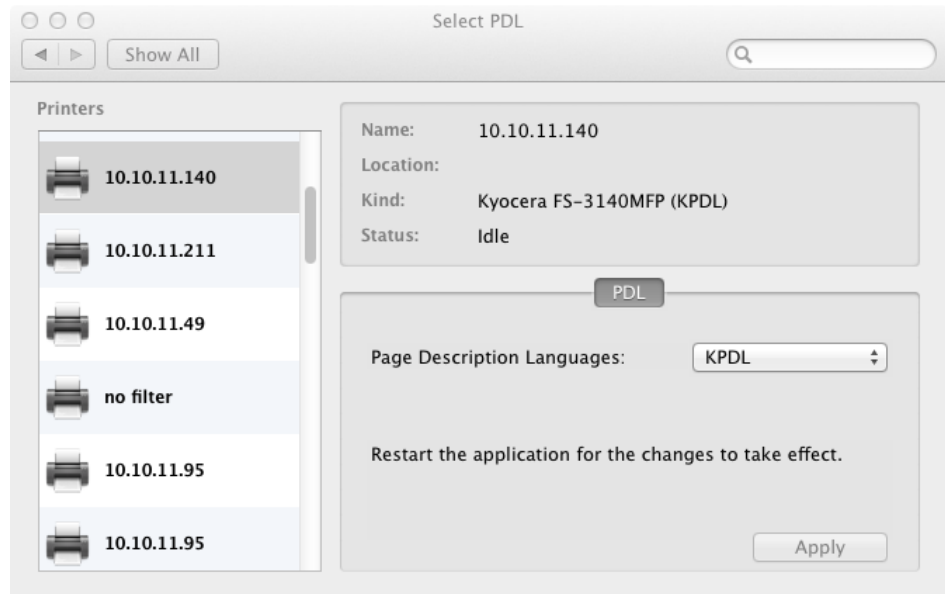 Select PDL
Show All
Printers
10.10.11.140
10.10.11.211
10.10.11.49
no filter
10.10.11.95
10.10.11.95
Name: 10.10.11.140
Location:
Kind: Kyocera FS-3140MFP (KPDL)
Status: Idle
PDL
Page Description Languages: KPDL
Restart the application for the changes to take effect.
Apply